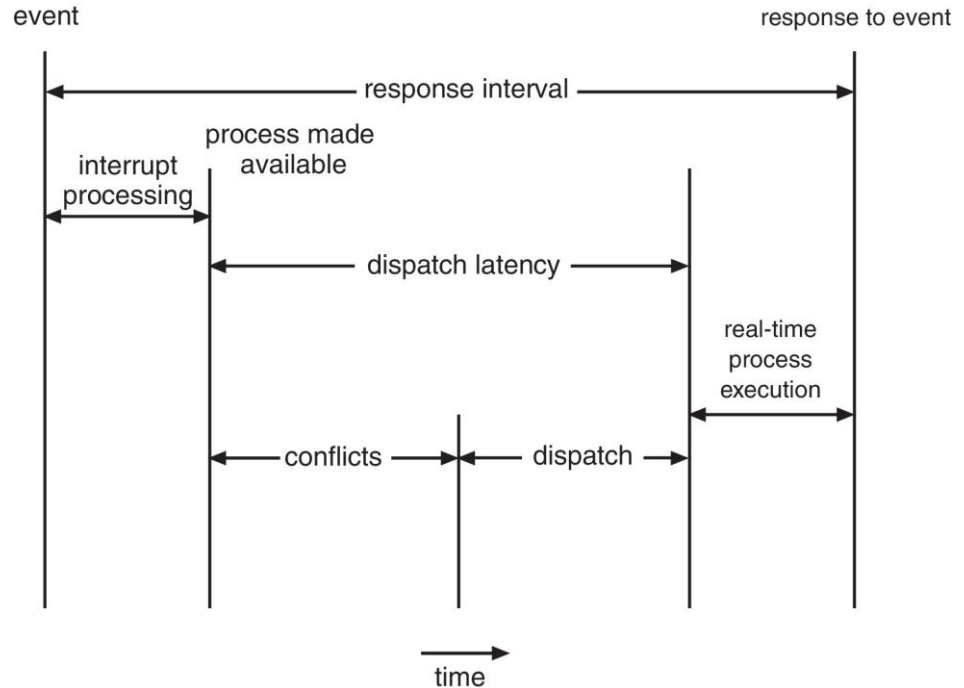 event
response to event
response interval
process made
available
interrupt
processing
dispatch latency
real-time
process
execution
conflicts
dispatch
time